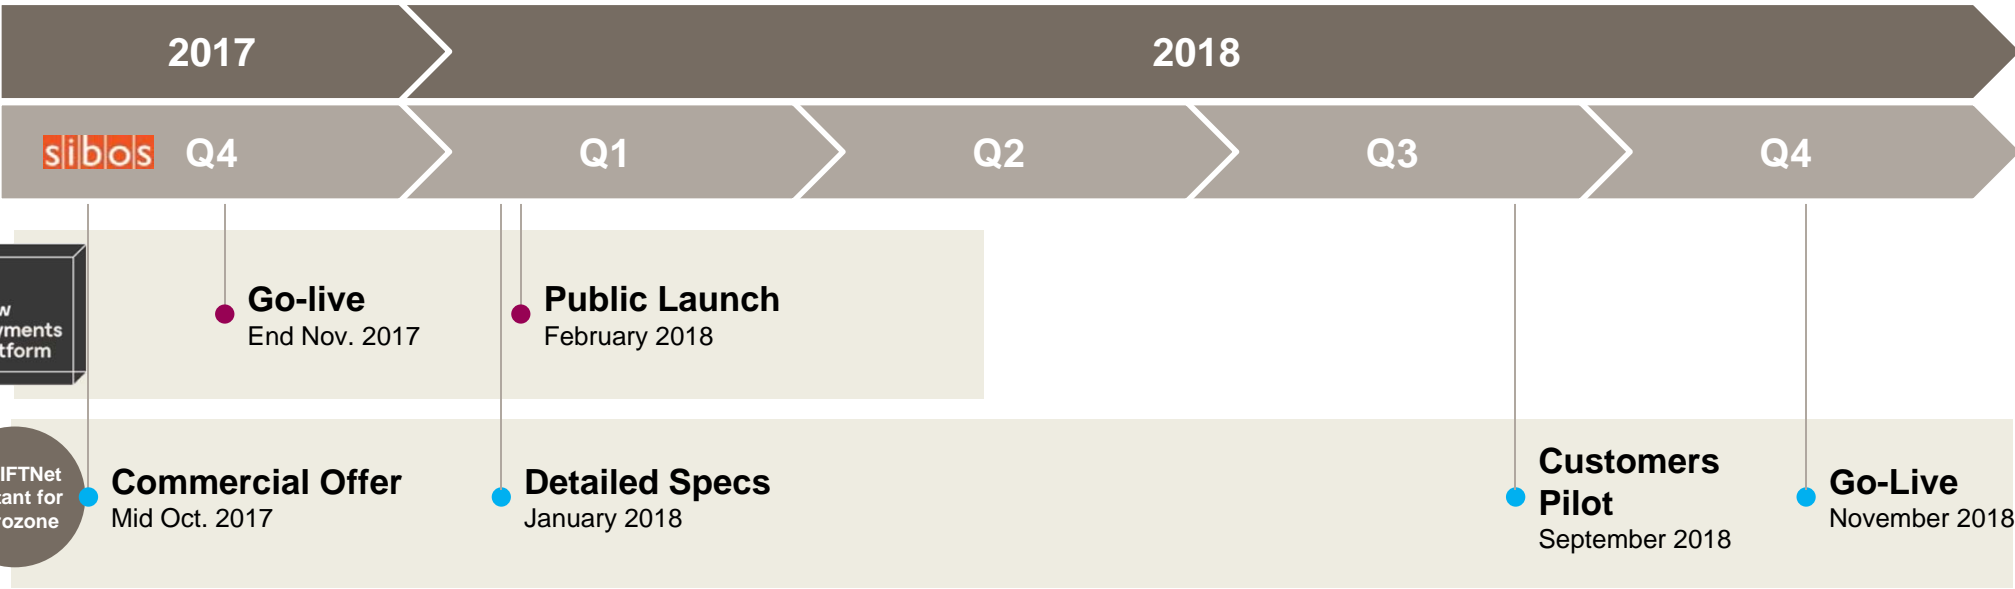 2017
2018
sibos
Q4
Q1
Q2
Q3
Q4
Go-live
End Nov. 2017
Public Launch
February 2018
Commercial Offer
Mid Oct. 2017
Detailed Specs
January 2018
Customers
Pilot
September 2018
Go-Live
November 2018
for